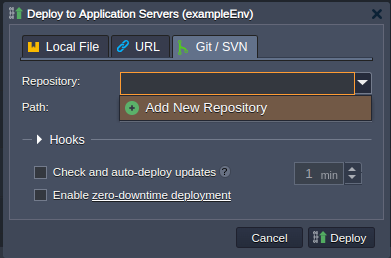 Deploy to Application Servers (exampleEnv)
Local File URL Git / SVN
Repository:
Add New Repository
Path:
Hooks
Check and auto-deploy updates ? 1 min
Enable zero-downtime deployment
Cancel Deploy